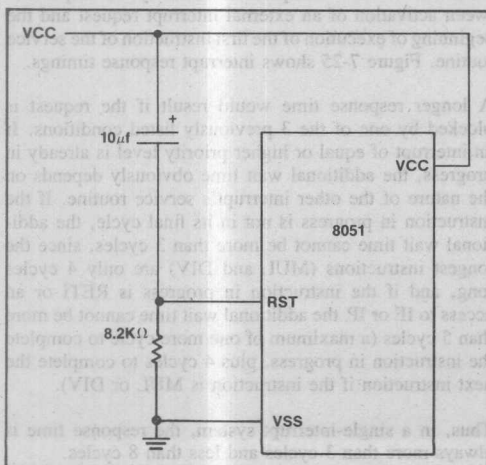 VCC
+
10μf
VCC
8051
RST
8.2KΩ
VSS
ween activation of an external interrupt request and the
beginning of execution of the first instruction of the service
routine. Figure 7-25 shows interrupt response timings.
A longer response time would result if the request is
blocked by one of the 3 previously listed conditions. If
an interrupt of equal or higher priority level is already in
progress, the additional wait time obviously depends on
the nature of the other interrupt's service routine. If the
instruction in progress is not in its final cycle, the addi-
tional wait time cannot be more than 3 cycles, since the
longest instructions (MUL and DIV) are only 4 cycles
long, and if the instruction in progress is RETI or an
access to IE or IP, the additional wait time cannot be more
than 5 cycles (a maximum of one more cycle to complete
the instruction in progress, plus 4 cycles to complete the
next instruction if the instruction is MUL or DIV).
Thus, in a single-interrupt system, the response time is
always more than 3 cycles and less than 8 cycles.